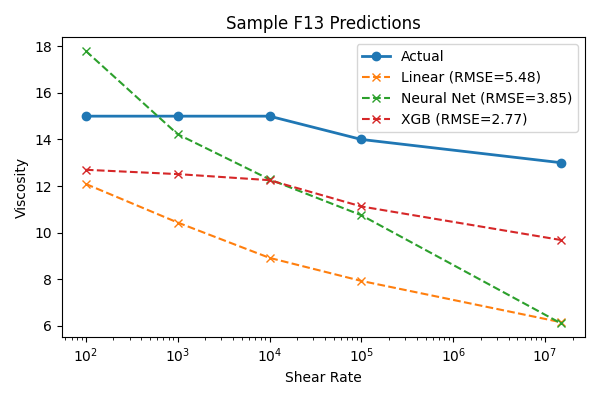 Sample F13 Predictions
Actual
Linear (RMSE=5.48)
Neural Net (RMSE=3.85)
XGB (RMSE=2.77)
Viscosity
18
16
14
12
10
8
6
10²
10³
10⁴
10⁵
10⁶
10⁷
Shear Rate